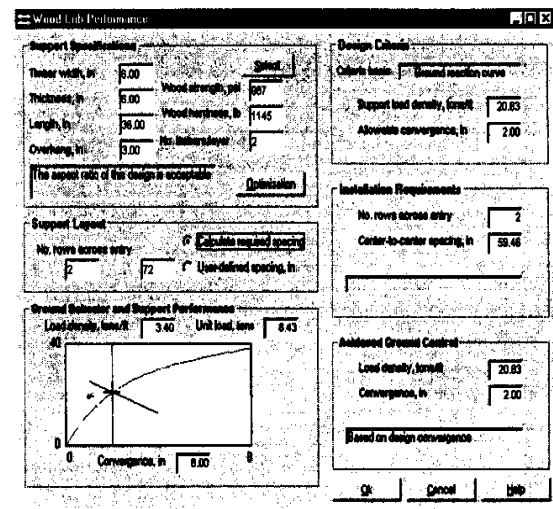 Wood Crib Performance
Support Specifications
Timber width, in 6.00
Thickness, in 6.00
Length, in 36.00
Overhang, in 3.00
Select
Wood strength, psi 667
Wood hardness, lb 1145
No. timbers/layer 2
The aspect ratio of this design is acceptable
Optimisation
Support Layout
No. rows across entry
2 72
Calculate required spacing
User-defined spacing, in
Ground Behavior and Support Performance
Load density, tons/ft 3.40 Unit load, tons 8.43
40
0
0 8
Convergence, in 8.00
Design Criteria
Criteria basis: Ground reaction curve
Support load density, tons/ft 20.83
Allowable convergence, in 2.00
Installation Requirements
No. rows across entry 2
Center-to-center spacing, in 59.46
Achieved Ground Control
Load density, tons/ft 20.83
Convergence, in 2.00
Based on design convergence
Ok Cancel Help